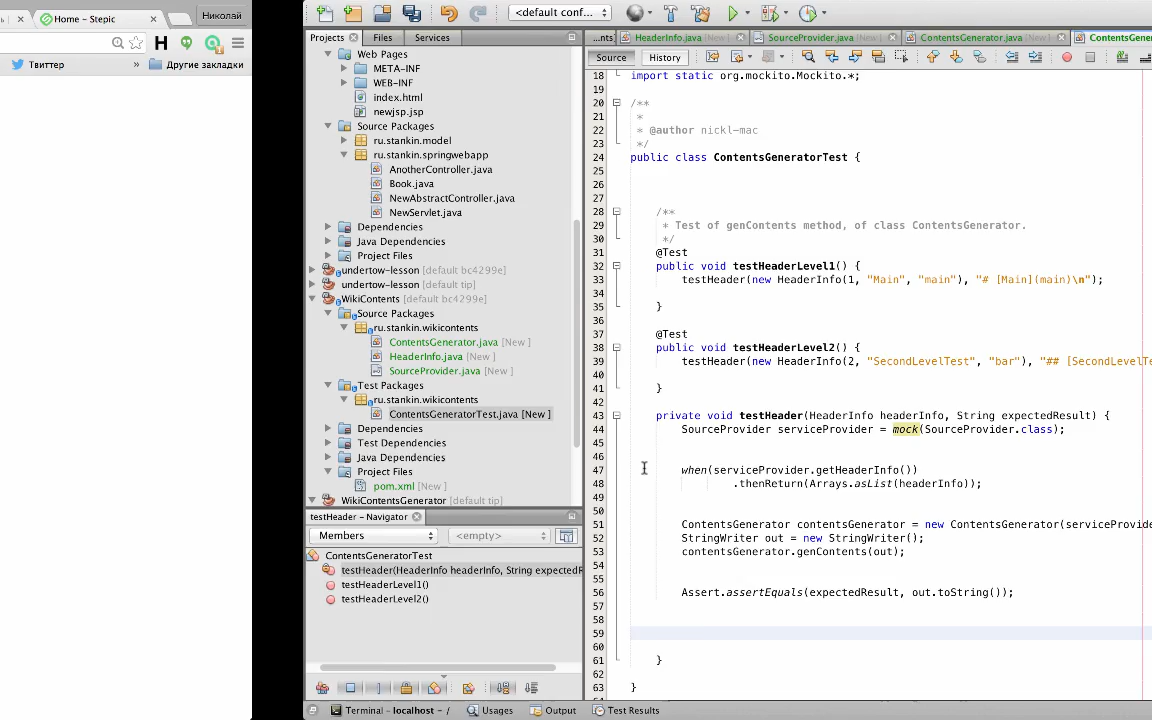 Home - Stepic
Николай
Твиттер
»
Другие закладки
<default conf...
Projects
Files
Services
Web Pages
META-INF
WEB-INF
index.html
newjsp.jsp
Source Packages
ru.stankin.model
ru.stankin.springwebapp
AnotherController.java
Book.java
NewAbstractController.java
NewServlet.java
Dependencies
Java Dependencies
Project Files
undertow-lesson [default bc4299e]
undertow-lesson [default tip]
WikiContents [default bc4299e]
Source Packages
ru.stankin.wikicontents
ContentsGenerator.java [New ]
HeaderInfo.java [New ]
SourceProvider.java [New ]
Test Packages
ru.stankin.wikicontents
ContentsGeneratorTest.java [New ]
Dependencies
Test Dependencies
Java Dependencies
Project Files
pom.xml [New ]
WikiContentsGenerator [default tip]
testHeader - Navigator
Members
<empty>
ContentsGeneratorTest
testHeader(HeaderInfo headerInfo, String expectedR
testHeaderLevel1()
testHeaderLevel2()
...nts
HeaderInfo.java [New ]
SourceProvider.java [New ]
ContentsGenerator.java [New ]
ContentsGener
Source
History
18 import static org.mockito.Mockito.*;
19
20 /**
21 *
22 * @author nickl-mac
23 */
24 public class ContentsGeneratorTest {
25
26
27
28 /**
29 * Test of genContents method, of class ContentsGenerator.
30 */
31 @Test
32 public void testHeaderLevel1() {
33 testHeader(new HeaderInfo(1, "Main", "main"), "# [Main](main)\n");
34
35 }
36
37 @Test
38 public void testHeaderLevel2() {
39 testHeader(new HeaderInfo(2, "SecondLevelTest", "bar"), "## [SecondLevelTe
40
41 }
42
43 private void testHeader(HeaderInfo headerInfo, String expectedResult) {
44 SourceProvider serviceProvider = mock(SourceProvider.class);
45
46
47 when(serviceProvider.getHeaderInfo())
48 .thenReturn(Arrays.asList(headerInfo));
49
50
51 ContentsGenerator contentsGenerator = new ContentsGenerator(serviceProvide
52 StringWriter out = new StringWriter();
53 contentsGenerator.genContents(out);
54
55
56 Assert.assertEquals(expectedResult, out.toString());
57
58
59
60
61 }
62
63 }
Terminal - localhost - /
Usages
Output
Test Results